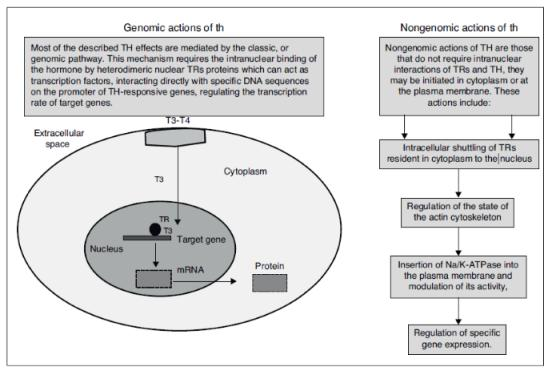 Genomic actions of th
Most of the described TH effects are mediated by the classic, or
genomic pathway. This mechanism requires the intranuclear binding of
the hormone by heterodimeric nuclear TRs proteins which can act as
transcription factors, interacting directly with specific DNA sequences
on the promoter of TH-responsive genes, regulating the transcription
rate of target genes.
T3-T4
Extracellular
space
Cytoplasm
T3
TR
T3
Target gene
Nucleus
mRNA
Protein
Nongenomic actions of th
Nongenomic actions of TH are those
that do not require intranuclear
interactions of TRs and TH, they
may be initiated in cytoplasm or at
the plasma membrane. These
actions include:
Intracellular shuttling of TRs
resident in cytoplasm to the nucleus
Regulation of the state of
the actin cytoskeleton
Insertion of Na/K-ATPase into
the plasma membrane and
modulation of its activity,
Regulation of specific
gene expression.